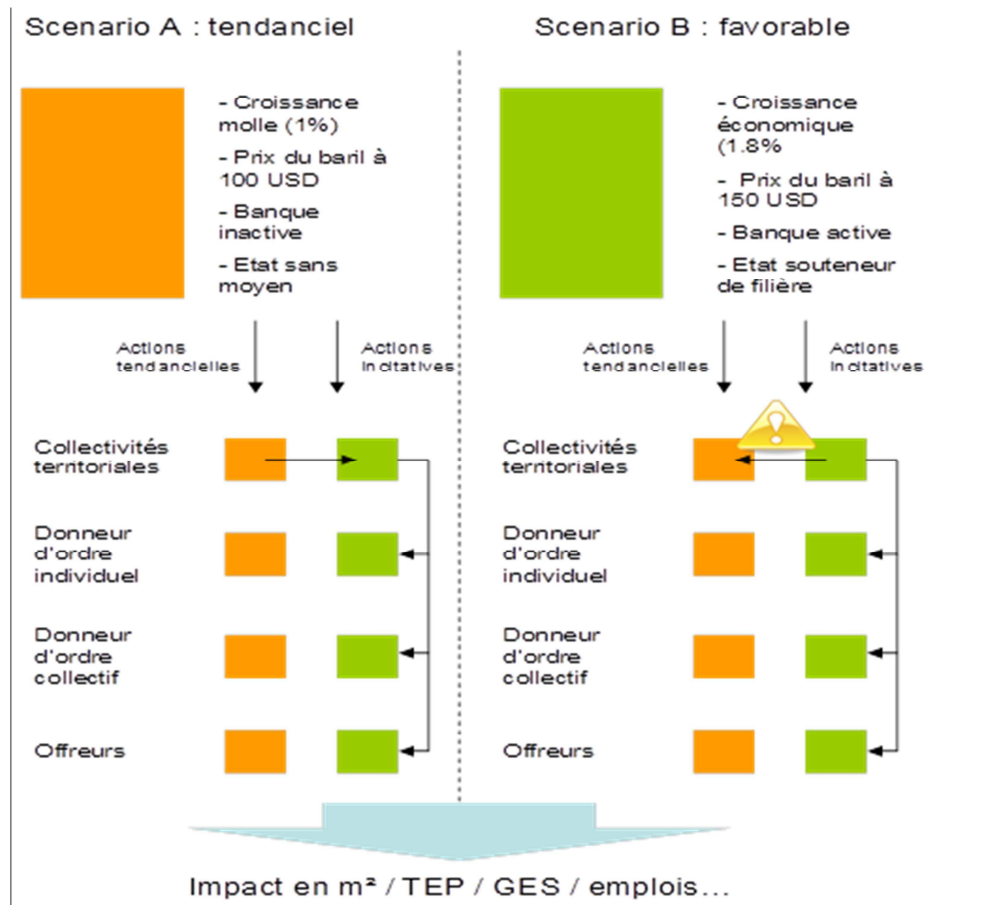 Scenario A : tendanciel
- Croissance
molle (1%)
- Prix du baril à
100 USD
- Banque
inactive
- Etat sans
moyen
Actions
tendancielles
Actions
Incitatives
Collectivités
territoriales
Donneur
d'ordre
individuel
Donneur
d'ordre
collectif
Offreurs
Scenario B : favorable
- Croissance
économique
(1.8%
- Prix du baril à
150 USD
- Banque active
- Etat souteneur
de filière
Actions
tendancielles
Actions
Incitatives
Collectivités
territoriales
Donneur
d'ordre
individuel
Donneur
d'ordre
collectif
Offreurs
Impact en m² / TEP / GES / emplois...